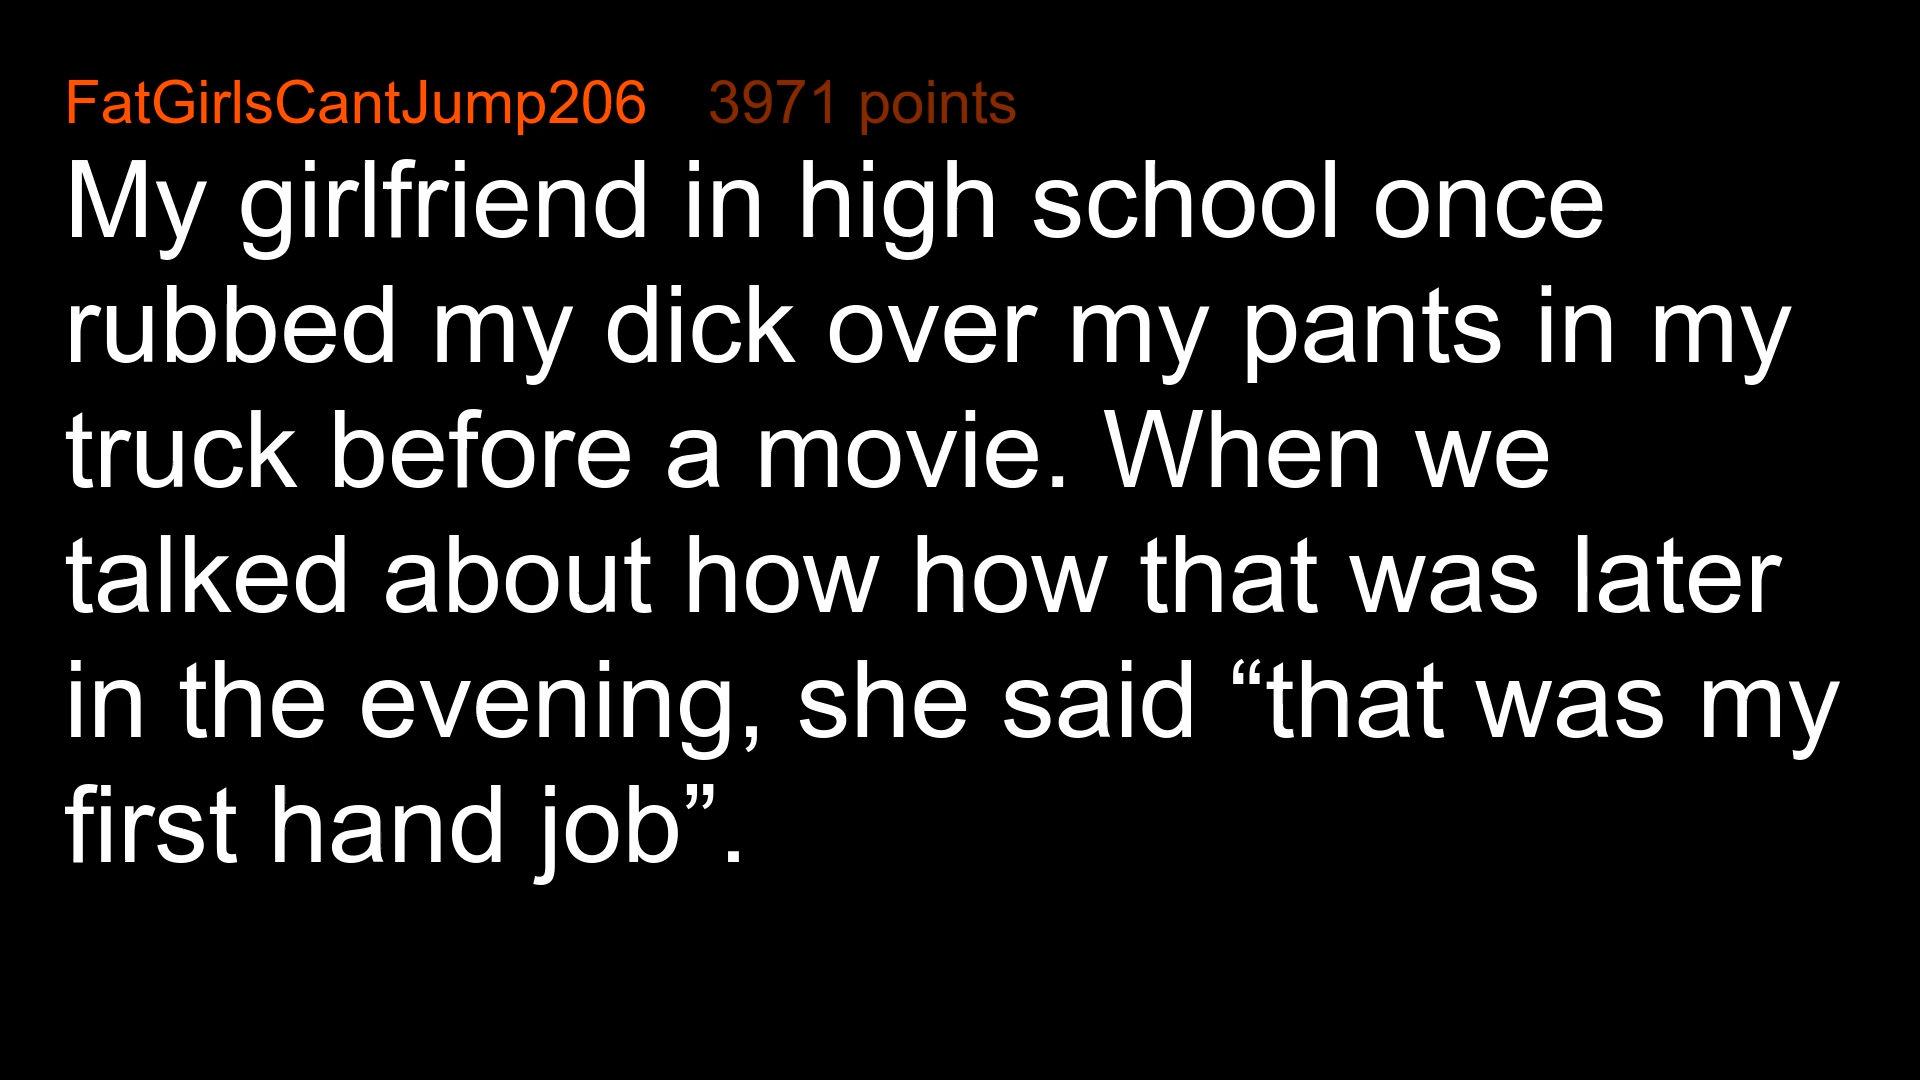 FatGirlsCantJump206 3971 points
My girlfriend in high school once
rubbed my dick over my pants in my
truck before a movie. When we
talked about how how that was later
in the evening, she said “that was my
first hand job”.